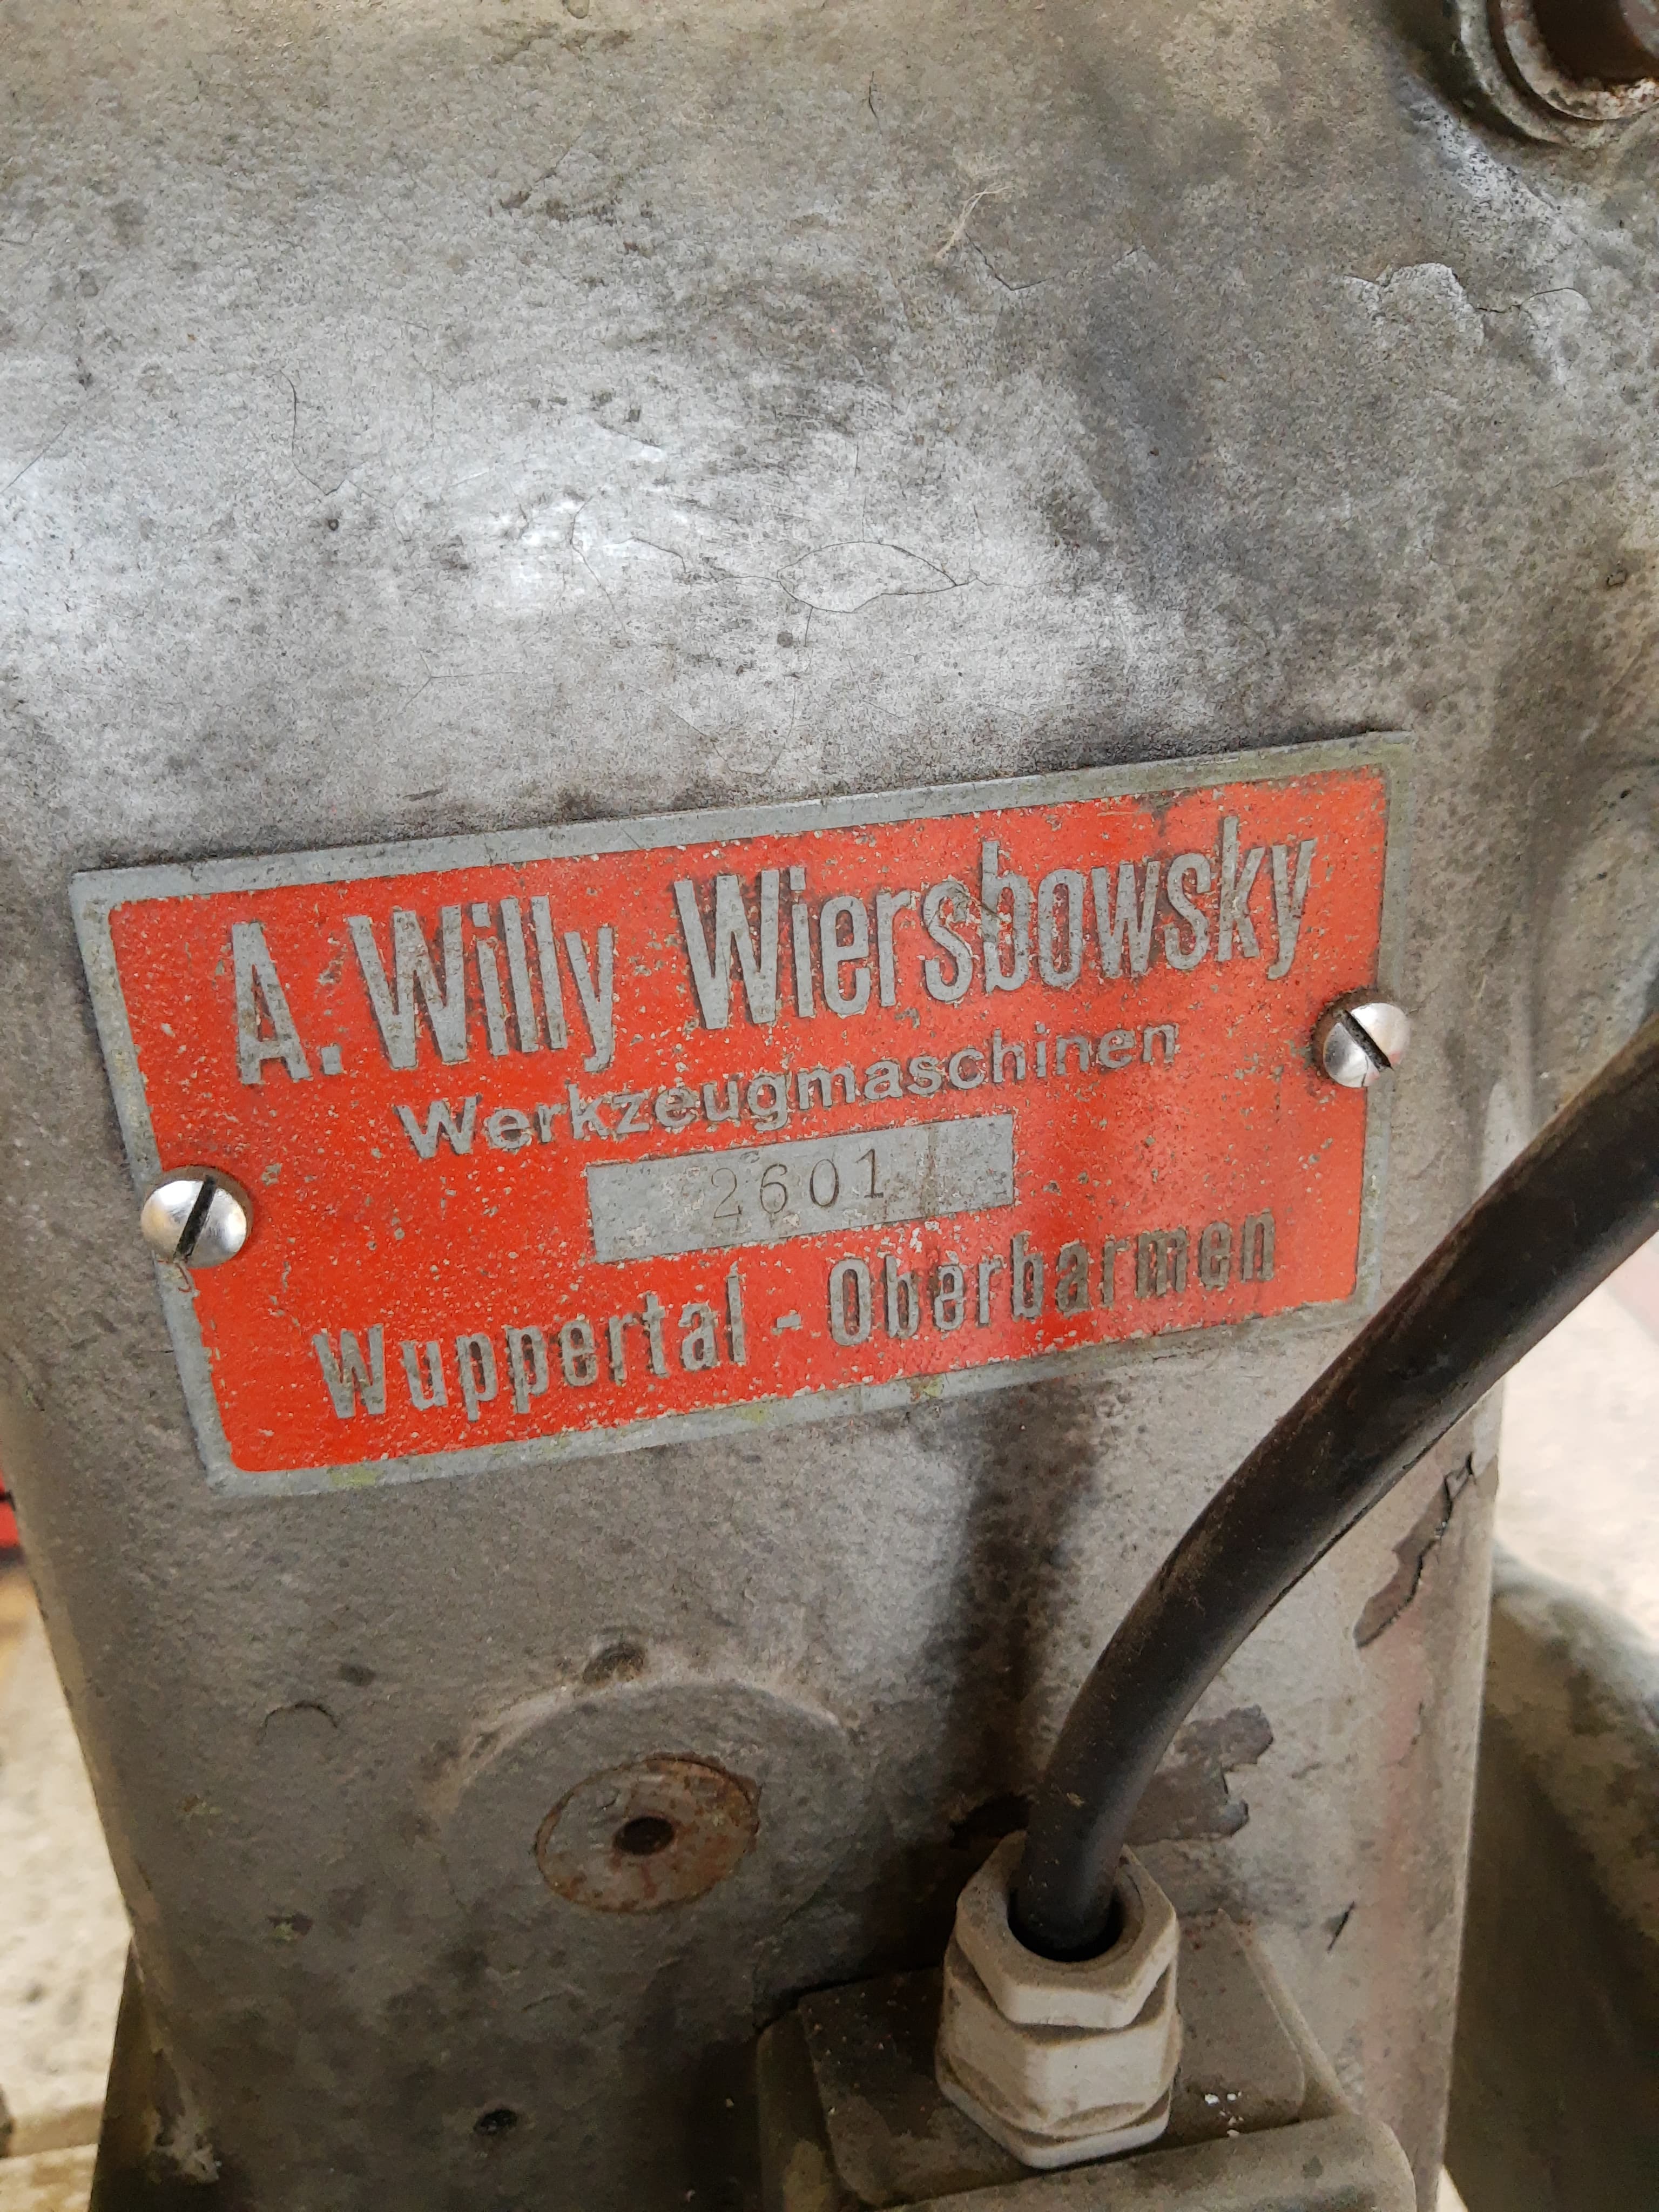 A. Willy Wiersbowsky
Werkzeugmaschinen
2601
Wuppertal - Oberbarmen